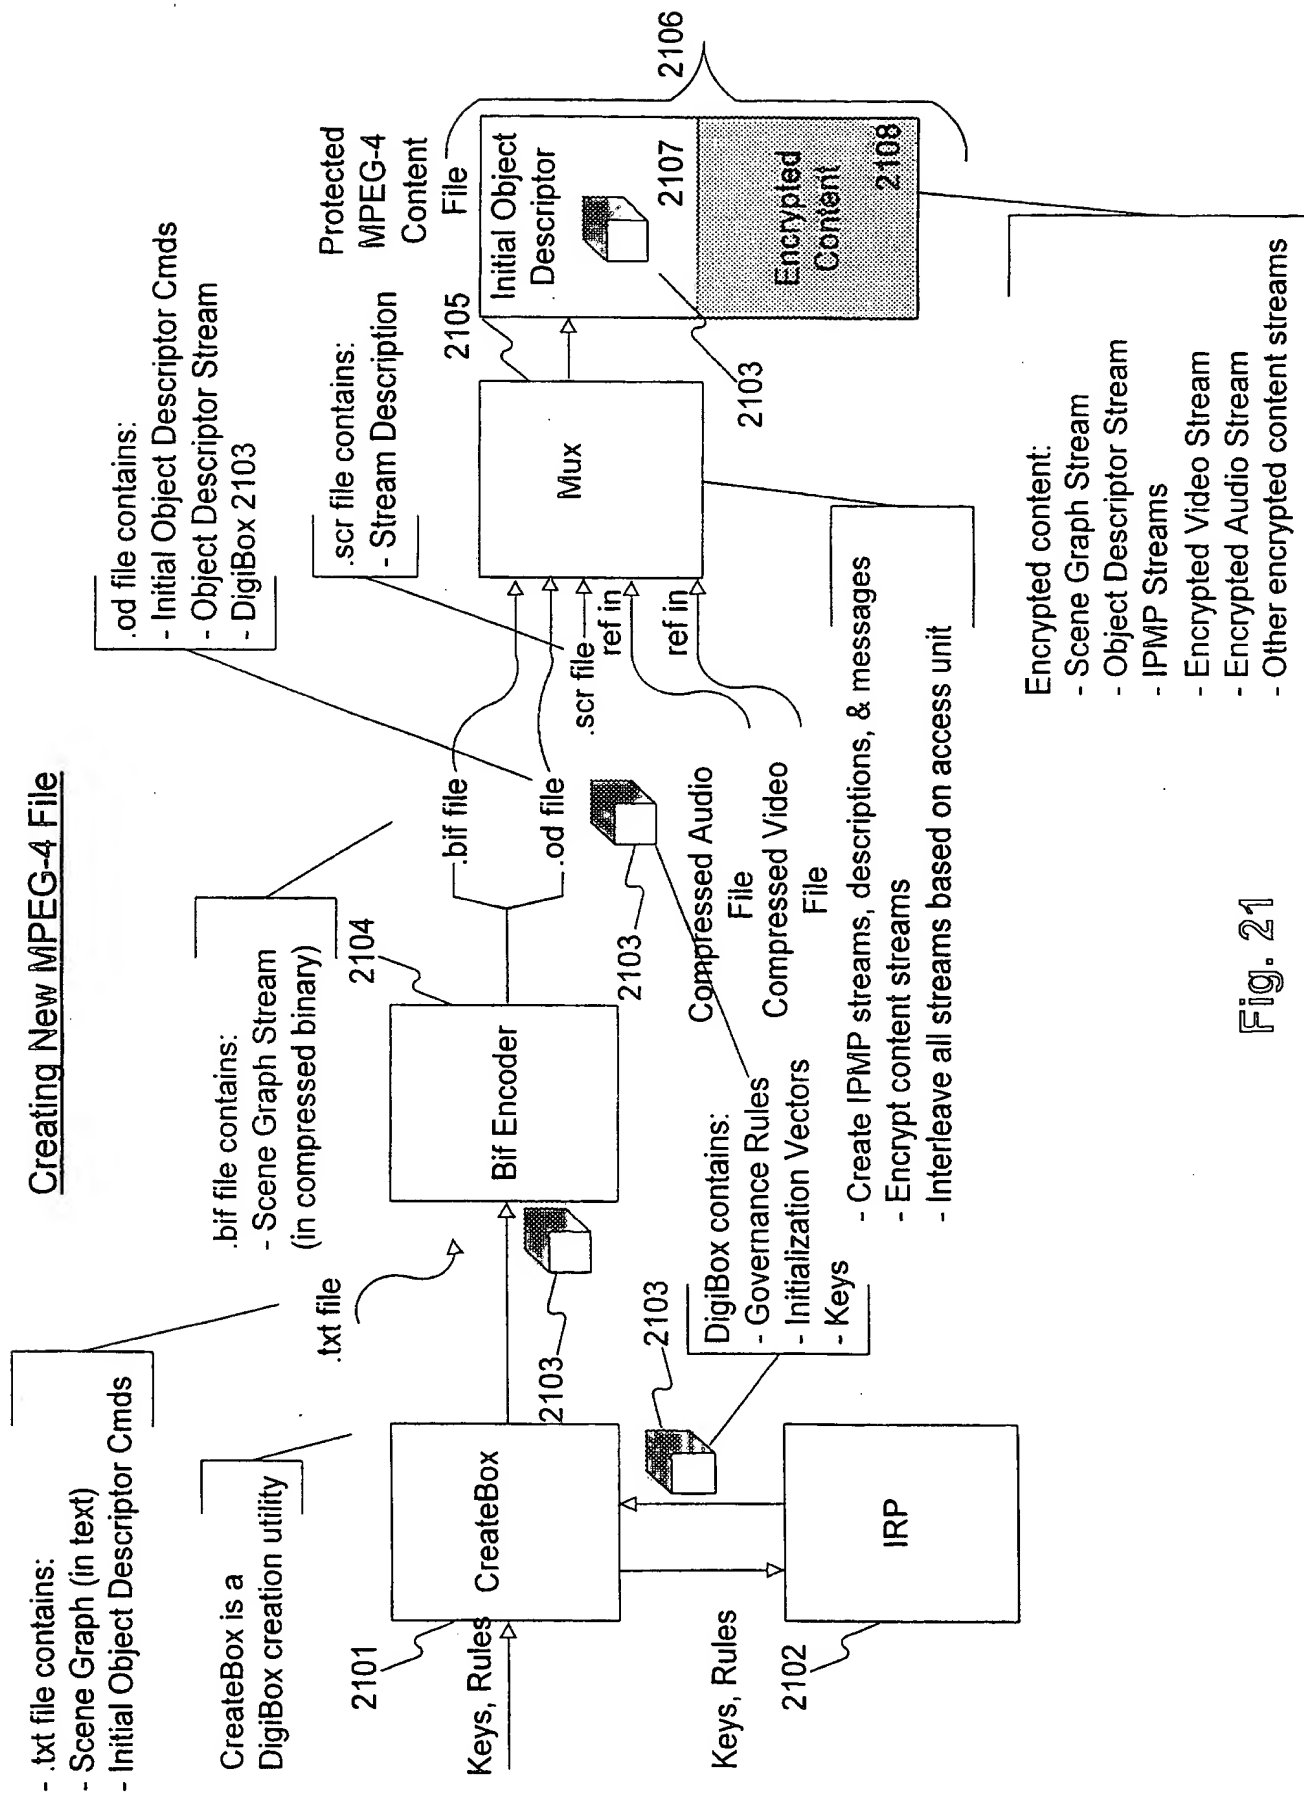 Creating New MPEG-4 File
- .txt file contains:
- Scene Graph (in text)
- Initial Object Descriptor Cmds
CreateBox is a
DigiBox creation utility
.bif file contains:
- Scene Graph Stream
(in compressed binary)
.od file contains:
- Initial Object Descriptor Cmds
- Object Descriptor Stream
- DigiBox 2103
.scr file contains:
- Stream Description
Protected
MPEG-4
Content
File
2106
.txt file
2101
Keys, Rules
CreateBox
2103
2104
Bif Encoder
.bif file
.od file
2103
.scr file
ref in
ref in
2105
Mux
Initial Object
Descriptor
2107
Encrypted
Content
2108
2103
Compressed Audio
File
Compressed Video
File
Keys, Rules
2102
IRP
2103
DigiBox contains:
- Governance Rules
- Initialization Vectors
- Keys
- Create IPMP streams, descriptions, & messages
- Encrypt content streams
- Interleave all streams based on access unit
Encrypted content:
- Scene Graph Stream
- Object Descriptor Stream
- IPMP Streams
- Encrypted Video Stream
- Encrypted Audio Stream
- Other encrypted content streams
Fig. 21